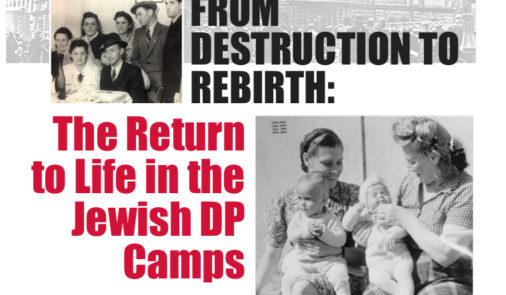 FROM
DESTRUCTION TO
REBIRTH:
The Return
to Life in the
Jewish DP
Camps